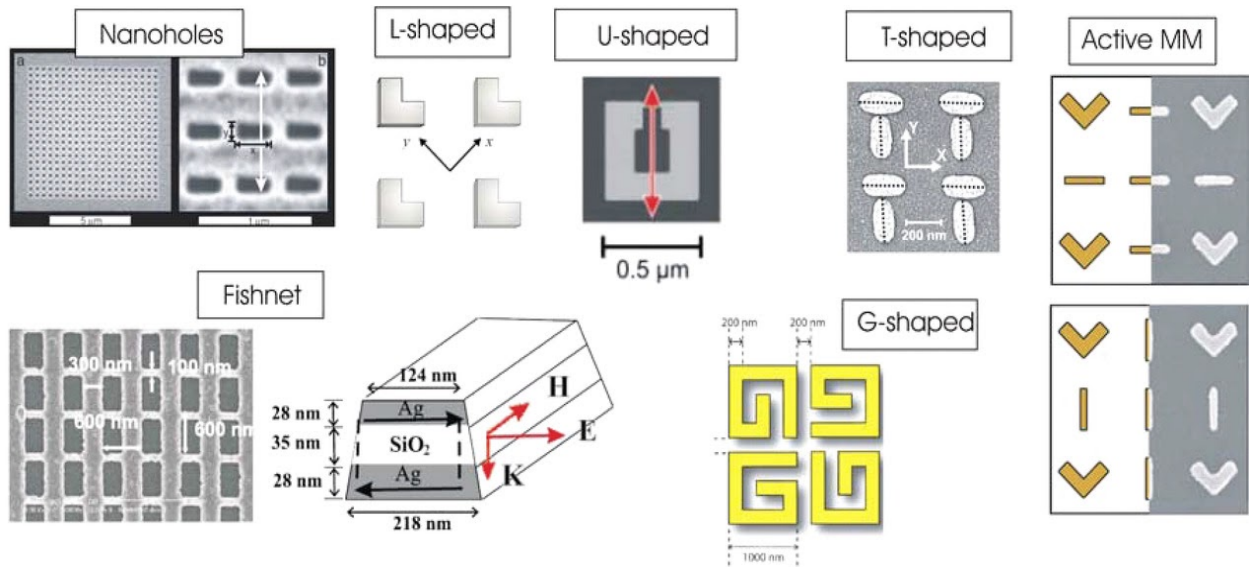 Nanoholes
L-shaped
U-shaped
T-shaped
Active MM
a
b
y
x
5 μm
1 μm
v
x
0.5 μm
Y
X
200 nm
Fishnet
G-shaped
300 nm
100 nm
600 nm
600 nm
124 nm
28 nm
Ag
35 nm
SiO₂
28 nm
Ag
218 nm
H
E
K
200 nm
200 nm
1000 nm